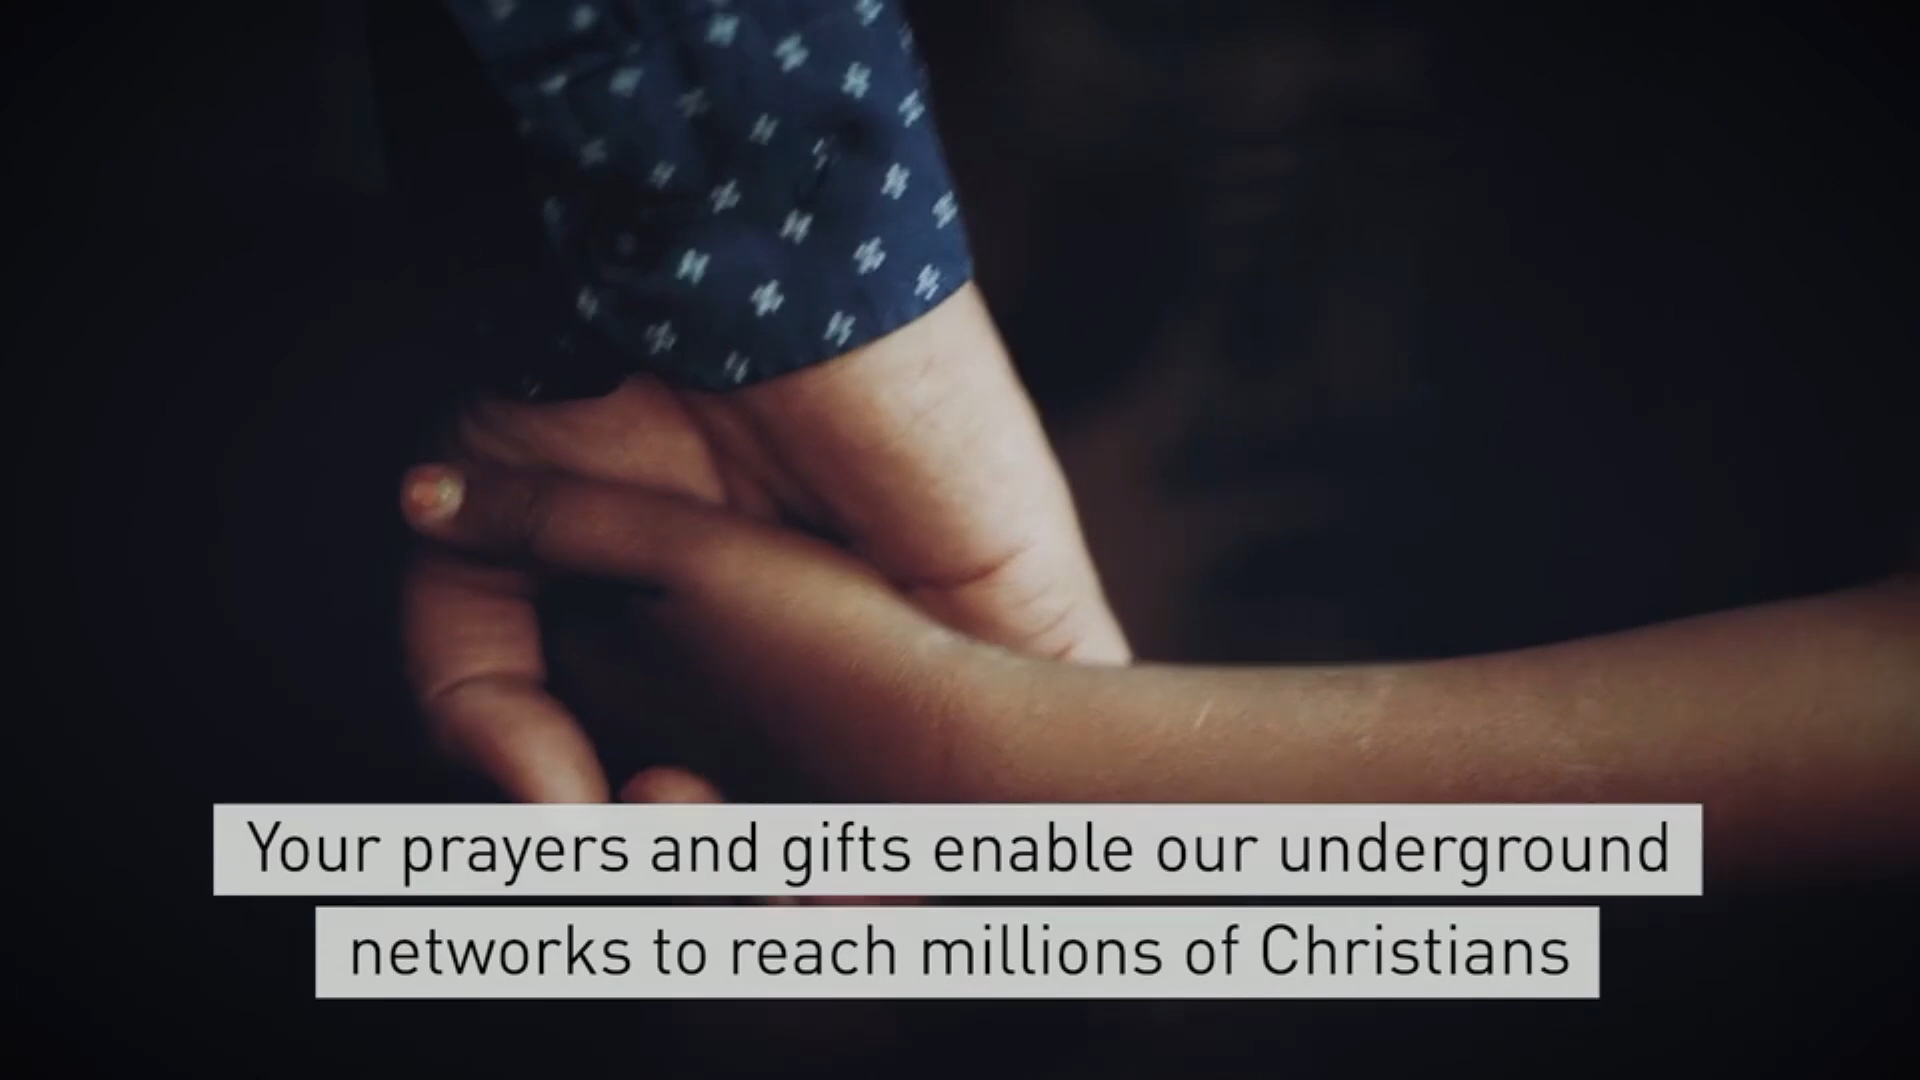 Your prayers and gifts enable our underground
networks to reach millions of Christians